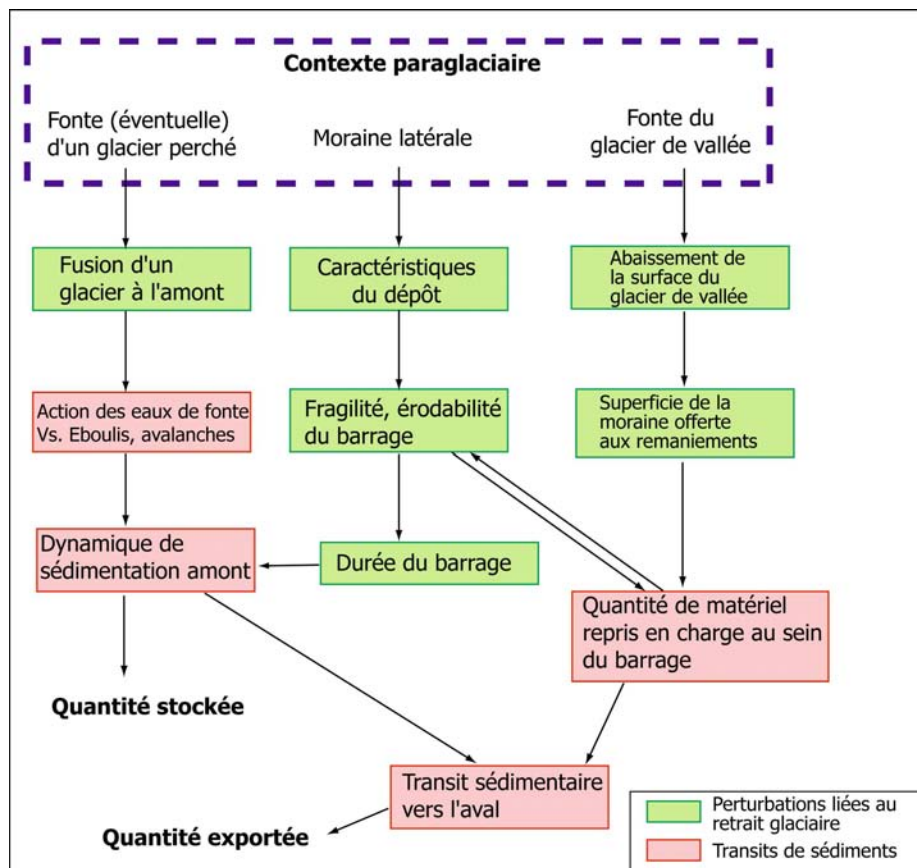 Contexte paraglaciaire
Fonte (éventuelle)
d'un glacier perché
Moraine latérale
Fonte du
glacier de vallée
Fusion d'un
glacier à l'amont
Caractéristiques
du dépôt
Abaissement de
la surface du
glacier de vallée
Action des eaux de fonte
Vs. Eboulis, avalanches
Fragilité, érodabilité
du barrage
Superficie de la
moraine offerte
aux remaniements
Dynamique de
sédimentation amont
Durée du barrage
Quantité de matériel
repris en charge au sein
du barrage
Quantité stockée
Transit sédimentaire
vers l'aval
Quantité exportée
Perturbations liées au
retrait glaciaire
Transits de sédiments